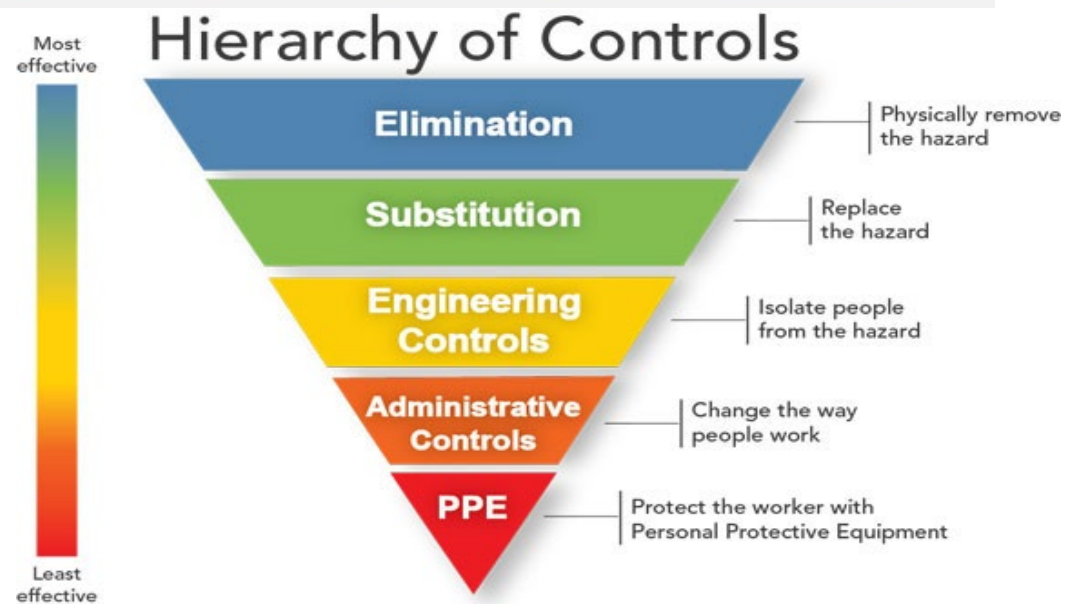 Hierarchy of Controls
Most
effective
Elimination
Physically remove
the hazard
Substitution
Replace
the hazard
Engineering
Controls
Isolate people
from the hazard
Administrative
Controls
Change the way
people work
PPE
Protect the worker with
Personal Protective Equipment
Least
effective